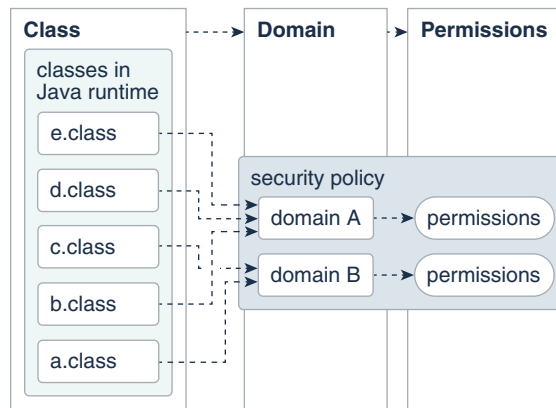 Class
Domain
Permissions
classes in
Java runtime
e.class
d.class
c.class
b.class
a.class
security policy
domain A
permissions
domain B
permissions